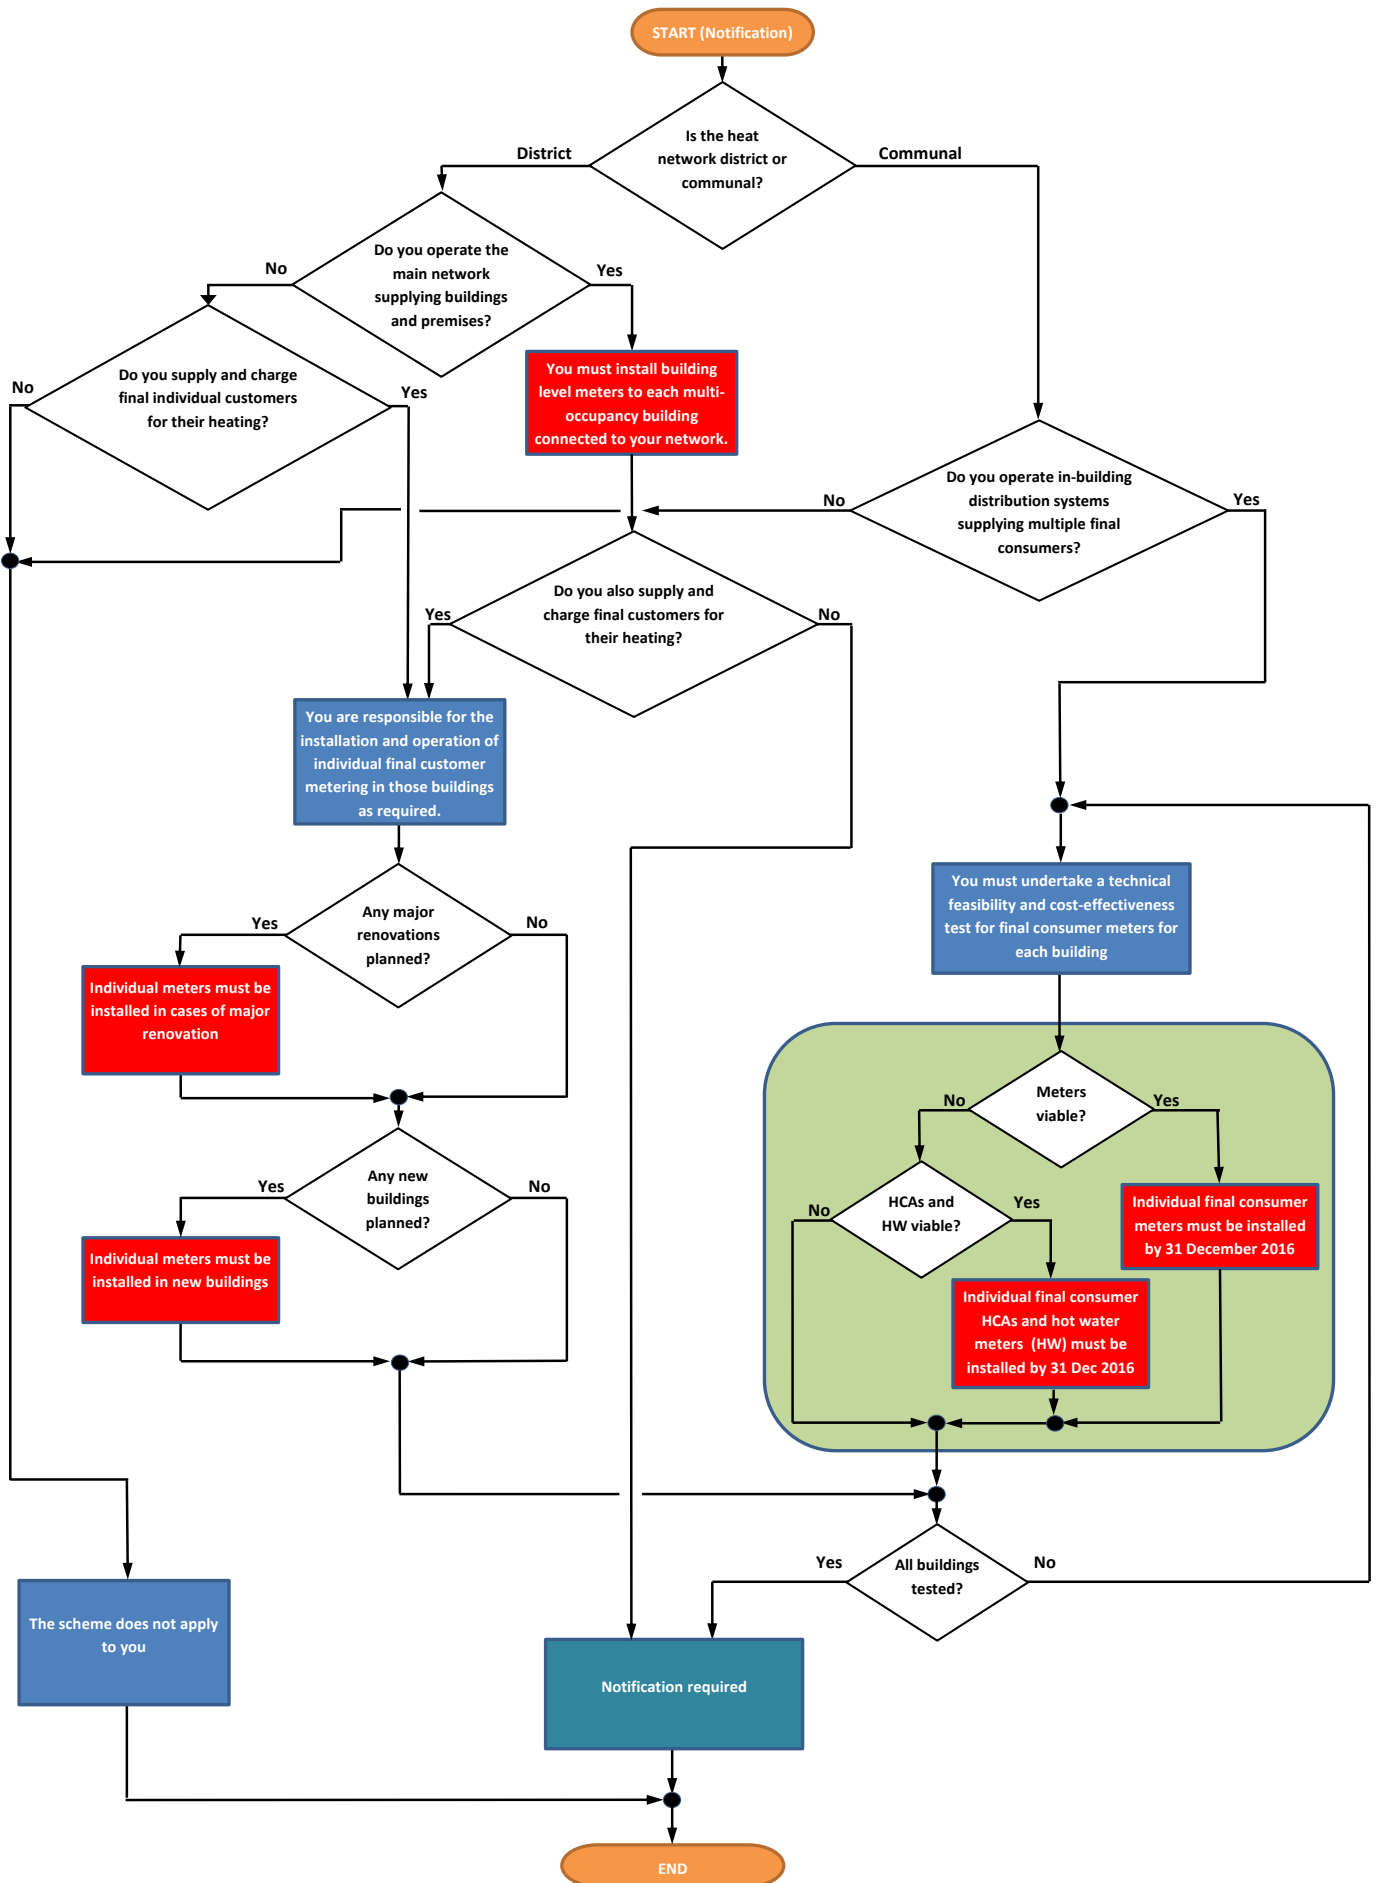 START (Notification)
Is the heat
network district or
communal?
District
Communal
Do you operate the
main network
supplying buildings
and premises?
No
Yes
Do you supply and charge
final individual customers
for their heating?
No
Yes
You must install building
level meters to each multi-
occupancy building
connected to your network.
Do you operate in-building
distribution systems
supplying multiple final
consumers?
No
Yes
Do you also supply and
charge final customers for
their heating?
Yes
No
You are responsible for the
installation and operation of
individual final customer
metering in those buildings
as required.
You must undertake a technical
feasibility and cost-effectiveness
test for final consumer meters for
each building
Any major
renovations
planned?
Yes
No
Individual meters must be
installed in cases of major
renovation
Meters
viable?
No
Yes
Any new
buildings
planned?
Yes
No
HCAs and
HW viable?
No
Yes
Individual final consumer
meters must be installed
by 31 December 2016
Individual meters must be
installed in new buildings
Individual final consumer
HCAs and hot water
meters (HW) must be
installed by 31 Dec 2016
All buildings
tested?
Yes
No
The scheme does not apply
to you
Notification required
END